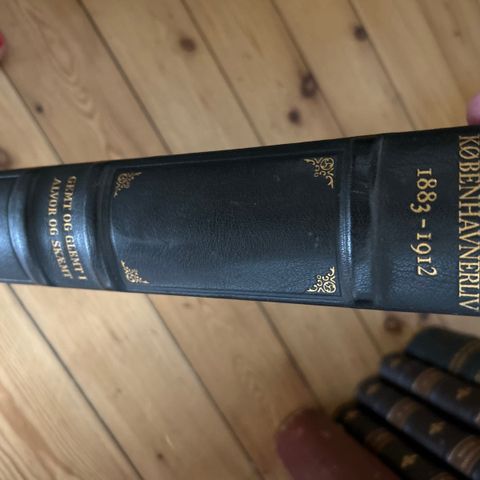 KØBENHAVNERLIV
1883-1912
GEMT OG GLEMT I
ALVOR OG SKÆMT